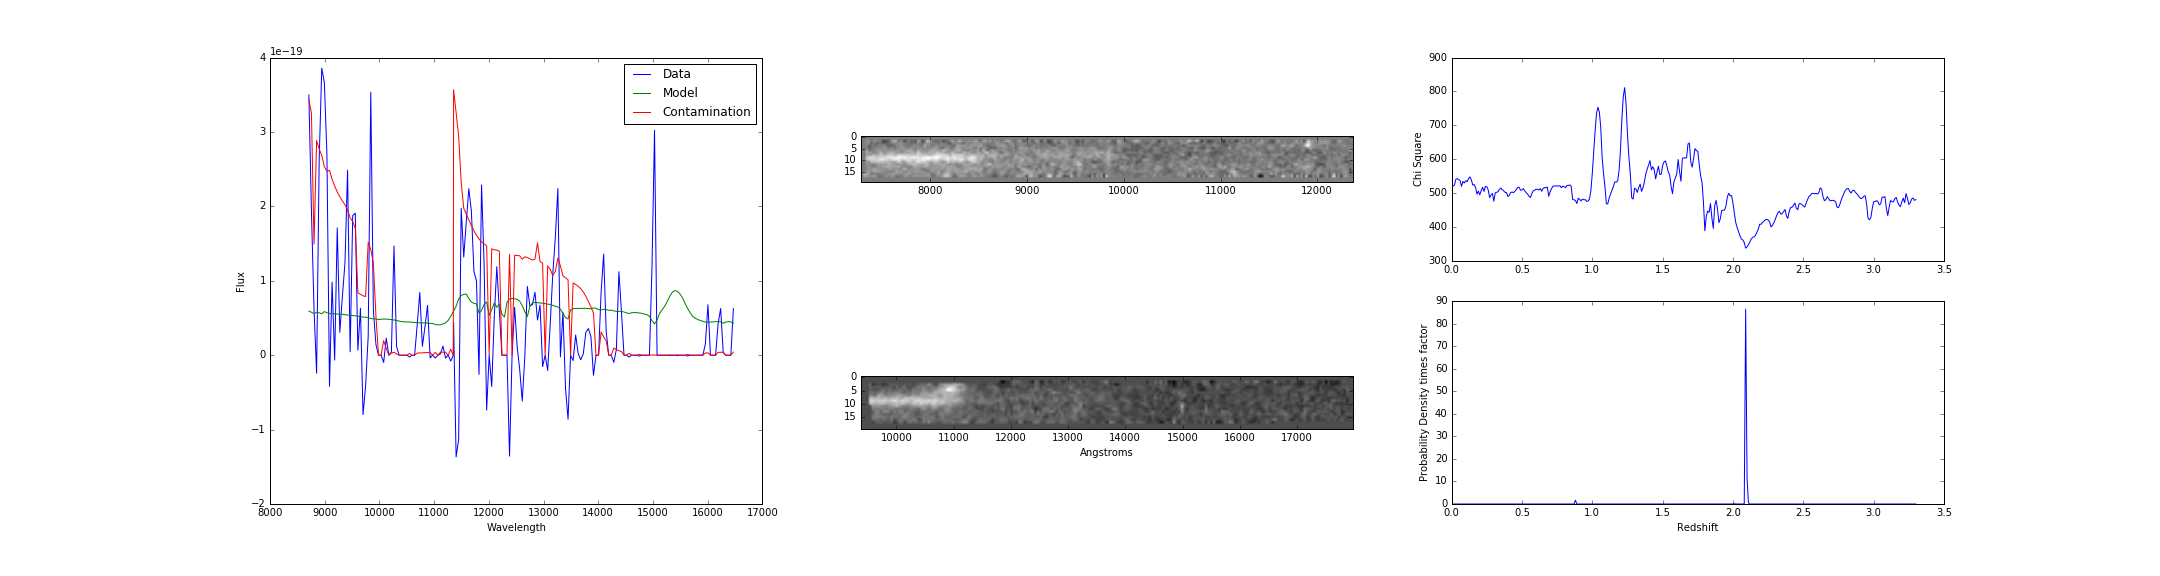 1e−19
4
3
2
1
0
−1
−2
8000 9000 10000 11000 12000 13000 14000 15000 16000 17000
Flux
Wavelength
Data
Model
Contamination
0
5
10
15
8000 9000 10000 11000 12000
0
5
10
15
10000 11000 12000 13000 14000 15000 16000 17000
Angstroms
900
800
700
600
500
400
300
0.0 0.5 1.0 1.5 2.0 2.5 3.0 3.5
Chi Square
90
80
70
60
50
40
30
20
10
0
0.0 0.5 1.0 1.5 2.0 2.5 3.0 3.5
Probability Density times factor
Redshift